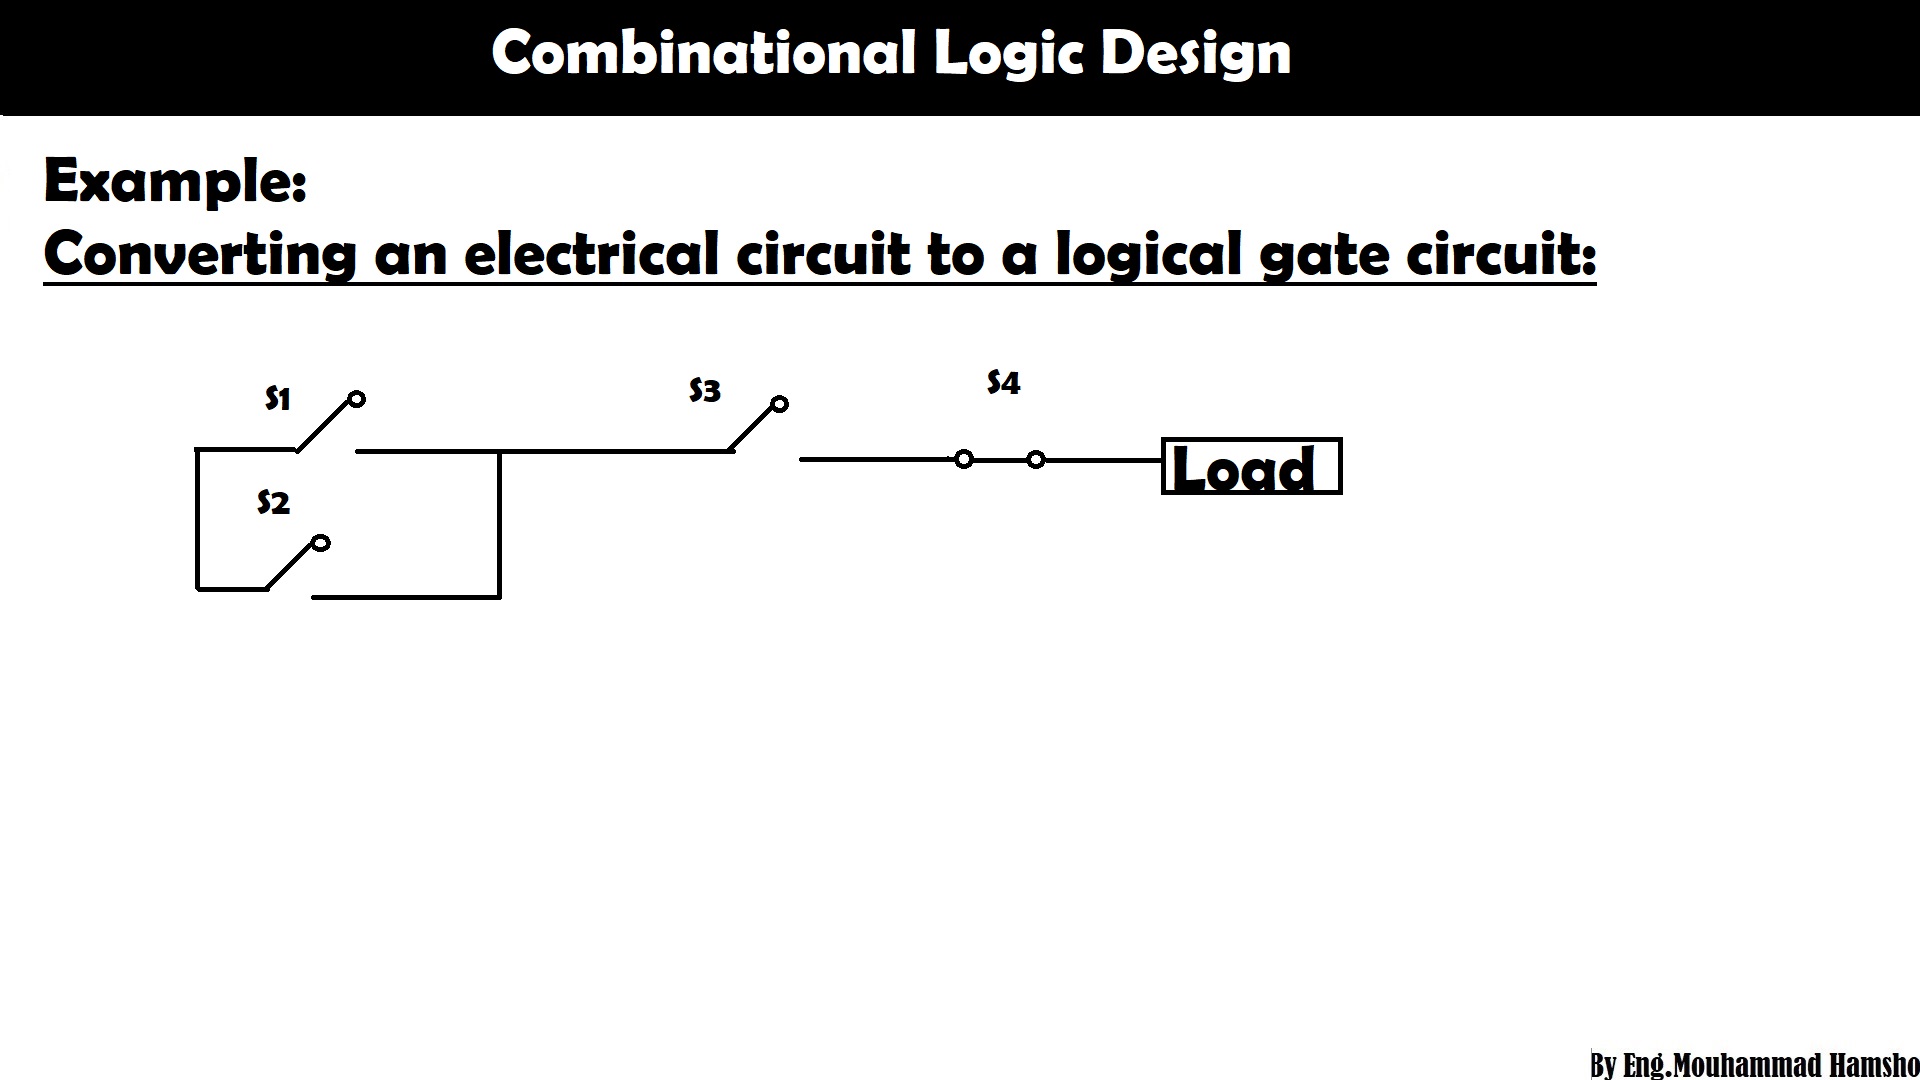 Combinational Logic Design
Example:
Converting an electrical circuit to a logical gate circuit:
S1
S3
S4
Load
S2
By Eng.Mouhammad Hamsho